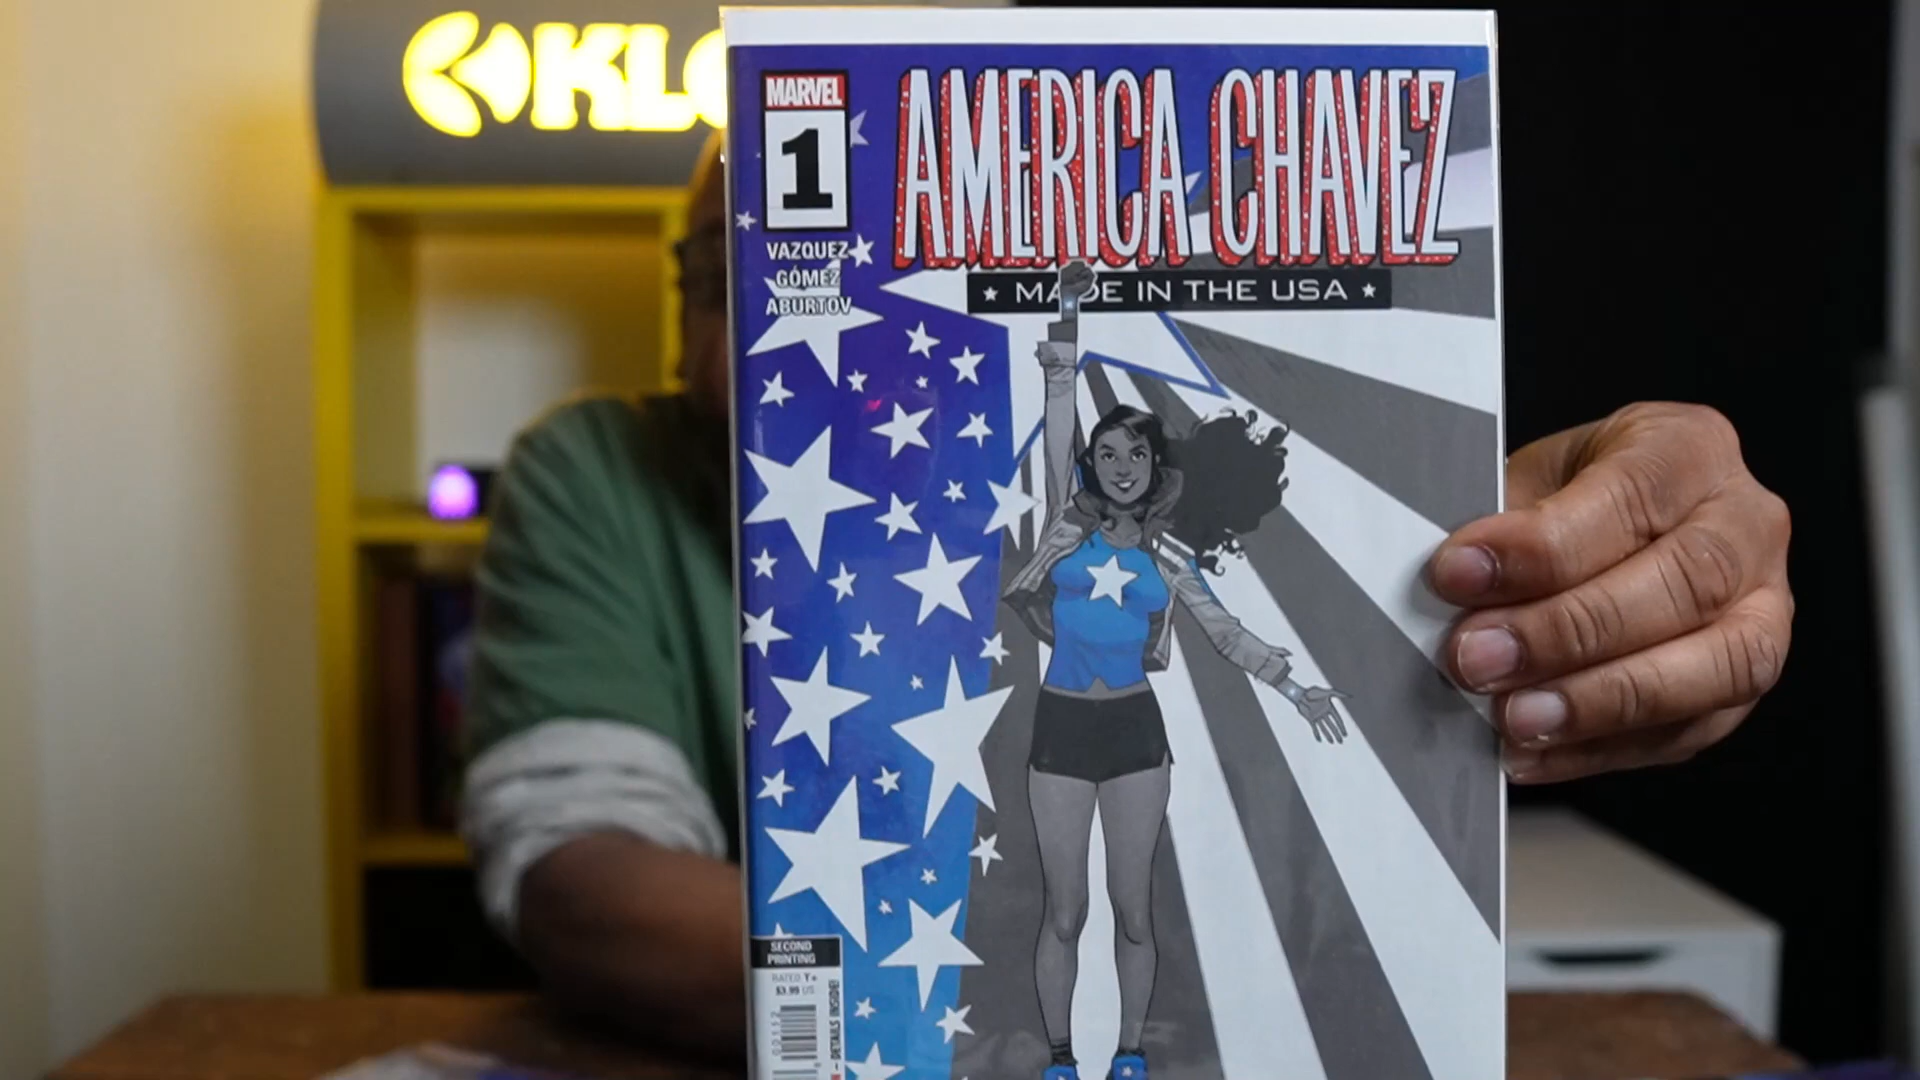 KLO
MARVEL
1
VAZQUEZ
GÓMEZ
ABURTOV
AMERICA CHAVEZ
MADE IN THE USA
SECOND
PRINTING
RATED T+
$3.99 US
DETAILS INSIDE!